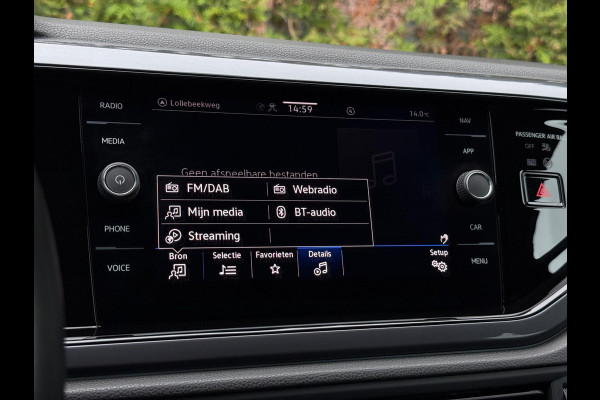 RADIO
MEDIA
PHONE
VOICE
Lollebeekweg
14:59
14.0°C
Geen afspeelbare bestanden
FM/DAB
Webradio
Mijn media
BT-audio
Streaming
Bron
Selectie
Favorieten
Details
Setup
NAV
APP
CAR
MENU
PASSENGER AIR B
OFF